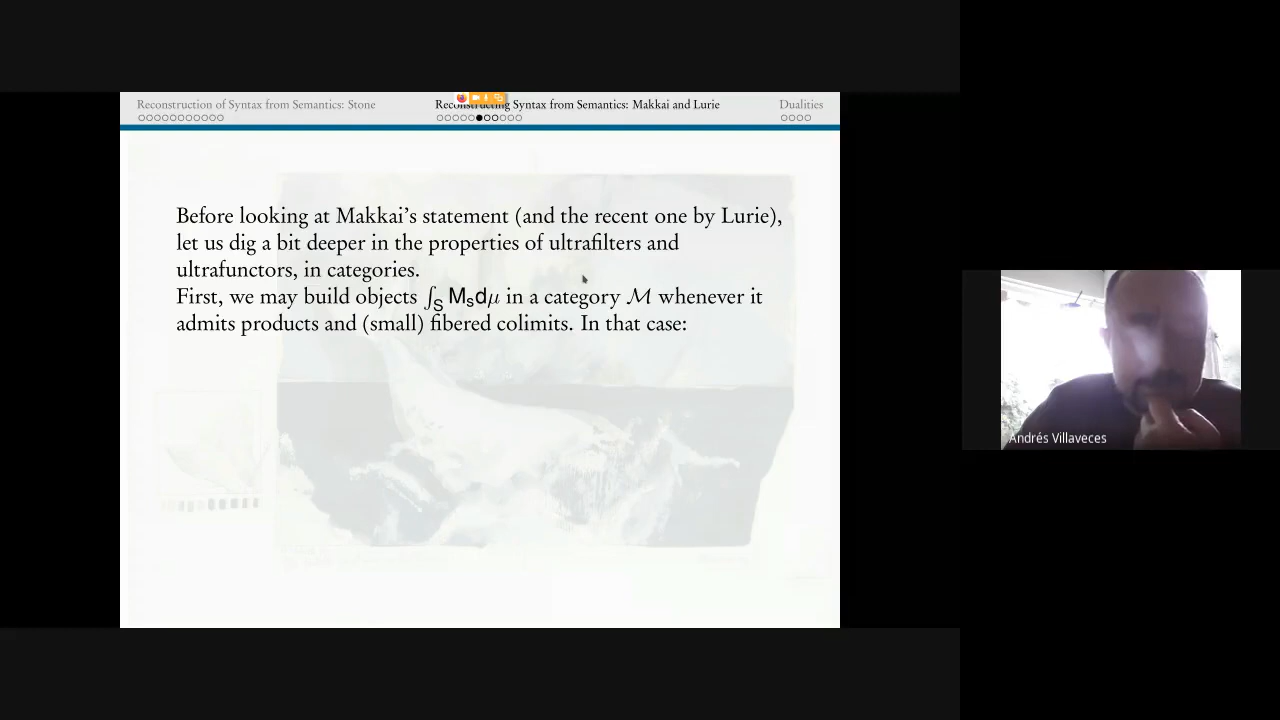 Reconstruction of Syntax from Semantics: Stone
Reconstructing Syntax from Semantics: Makkai and Lurie
Dualities
Before looking at Makkai’s statement (and the recent one by Lurie),
let us dig a bit deeper in the properties of ultrafilters and
ultrafunctors, in categories.
First, we may build objects ∫_S M_s dμ in a category ℳ whenever it
admits products and (small) fibered colimits. In that case:
Andrés Villaveces